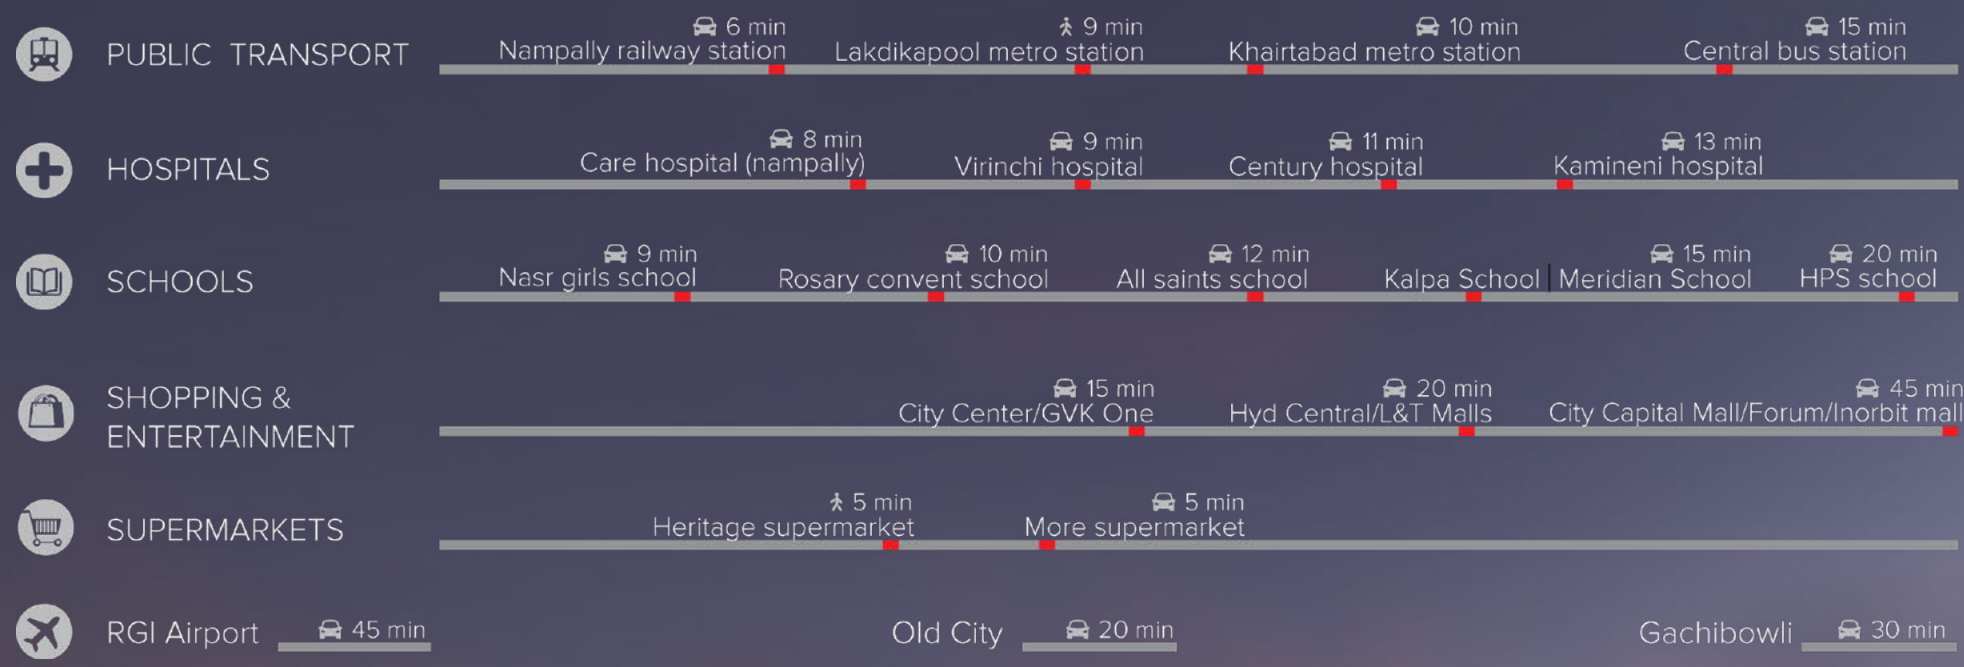 PUBLIC TRANSPORT
6 min
Nampally railway station
9 min
Lakdikapool metro station
10 min
Khairtabad metro station
15 min
Central bus station
HOSPITALS
8 min
Care hospital (nampally)
9 min
Virinchi hospital
11 min
Century hospital
13 min
Kamineni hospital
SCHOOLS
9 min
Nasr girls school
10 min
Rosary convent school
12 min
All saints school
15 min
Kalpa School | Meridian School
20 min
HPS school
SHOPPING &
ENTERTAINMENT
15 min
City Center/GVK One
20 min
Hyd Central/L&T Malls
45 min
City Capital Mall/Forum/Inorbit mall
SUPERMARKETS
5 min
Heritage supermarket
5 min
More supermarket
RGI Airport 45 min
Old City 20 min
Gachibowli 30 min